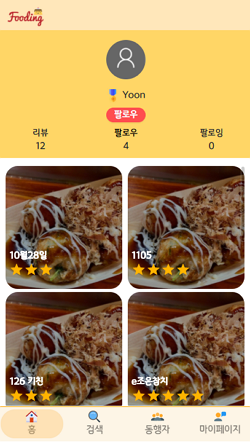 Fooding
Yoon
팔로우
리뷰 팔로우 팔로잉
12 4 0
10월28일 1105
126 키친 e조은참치
홈 검색 동행자 마이페이지